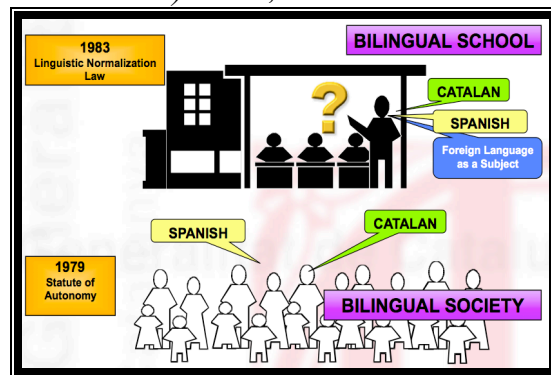 1983
Linguistic Normalization
Law
BILINGUAL SCHOOL
?
CATALAN
SPANISH
Foreign Language
as a Subject
SPANISH
CATALAN
1979
Statute of
Autonomy
BILINGUAL SOCIETY